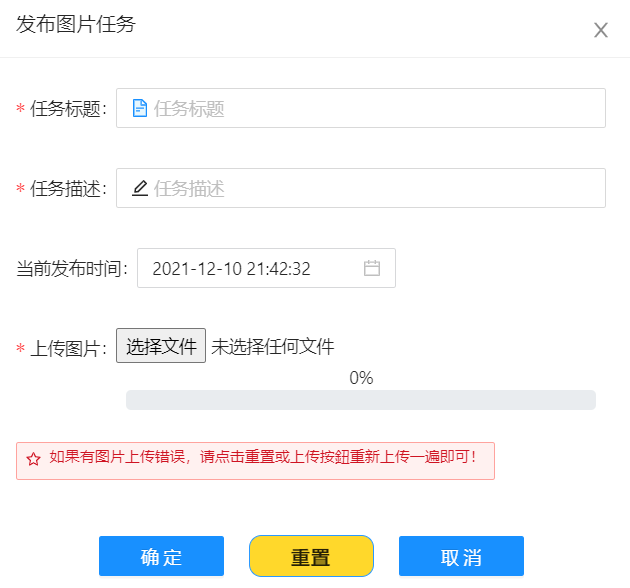 发布图片任务
* 任务标题： 任务标题
* 任务描述： 任务描述
当前发布时间： 2021-12-10 21:42:32
* 上传图片： 选择文件 未选择任何文件
0%
如果有图片上传错误，请点击重置或上传按鈕重新上传一遍即可！
确定 重置 取消